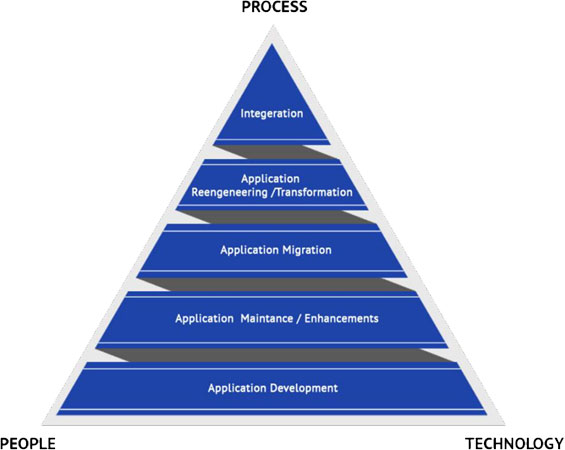 PROCESS
Integeration
Application
Reengeneering /Transformation
Application Migration
Application  Maintance / Enhancements
Application Development
PEOPLE
TECHNOLOGY